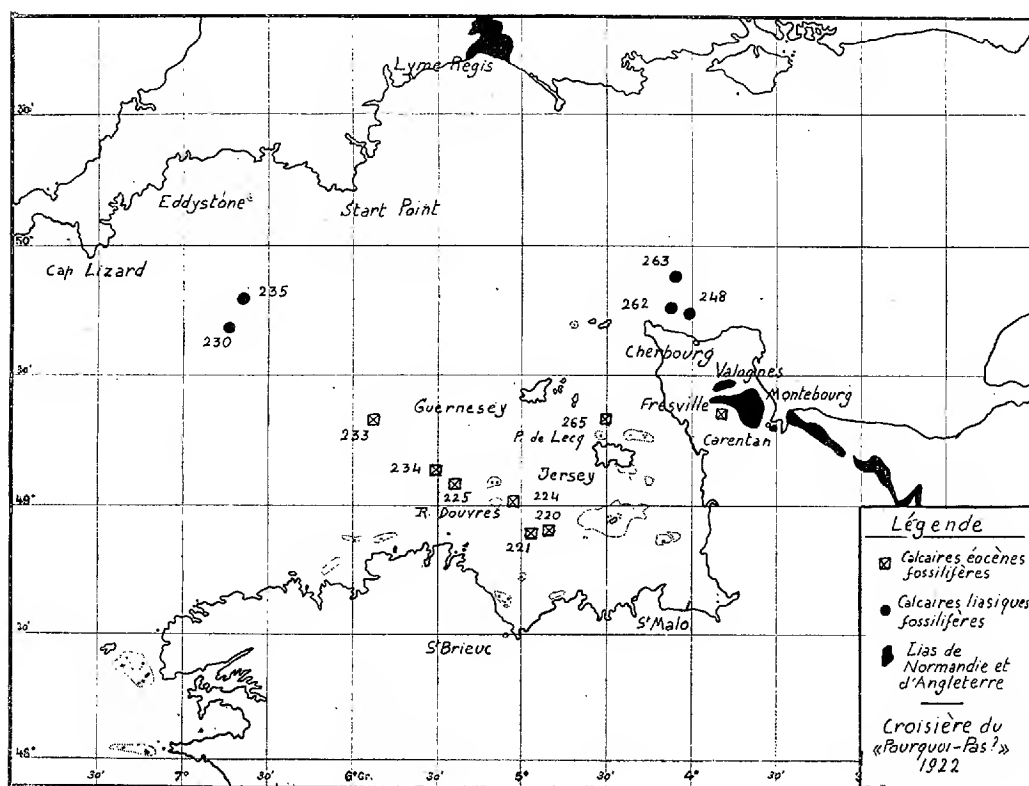 Lyme Regis
30'
Eddystone
Start Point
50°
Cap Lizard
263
235
262
248
230
Cherbourg
30'
Valognes
Montebourg
Guernesey
Fresville
265
233
P. de Lecq
Carentan
234
Jersey
225
224
49°
R. Douvres
220
221
Légende
Calcaires éocènes
fossilifères
Calcaires liasiques
fossilifères
30'
St Malo
St Brieuc
Lias de
Normandie et
d'Angleterre
Croisière du
«Pourquoi-Pas?»
1922
48°
30'
7°
30'
6° Gr.
30'
5°
30'
4°
30'
3